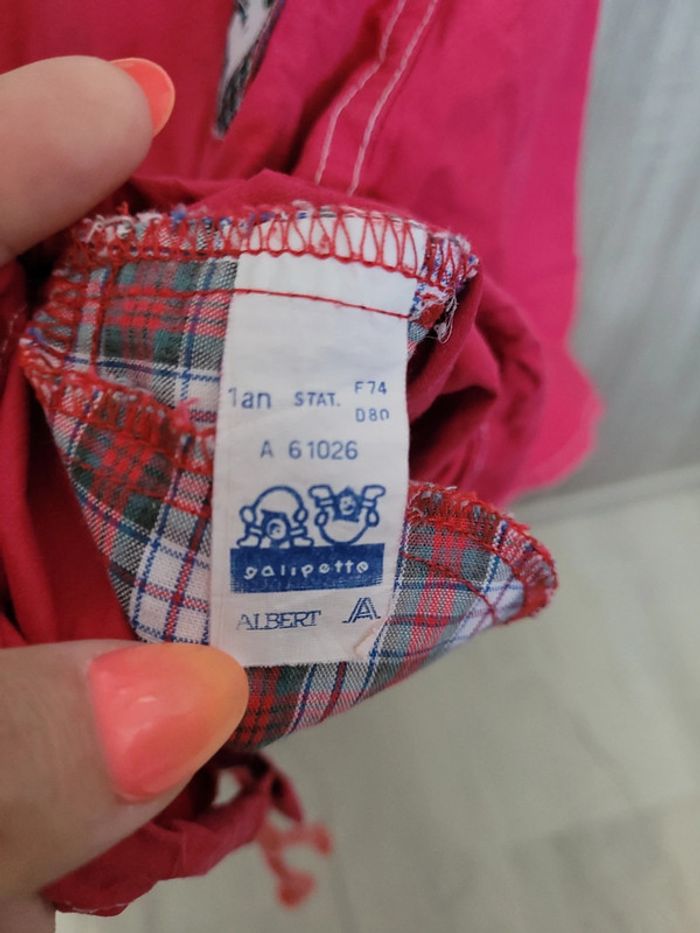 1an STAT. F74
D80
A 61026
galipette
ALBERT